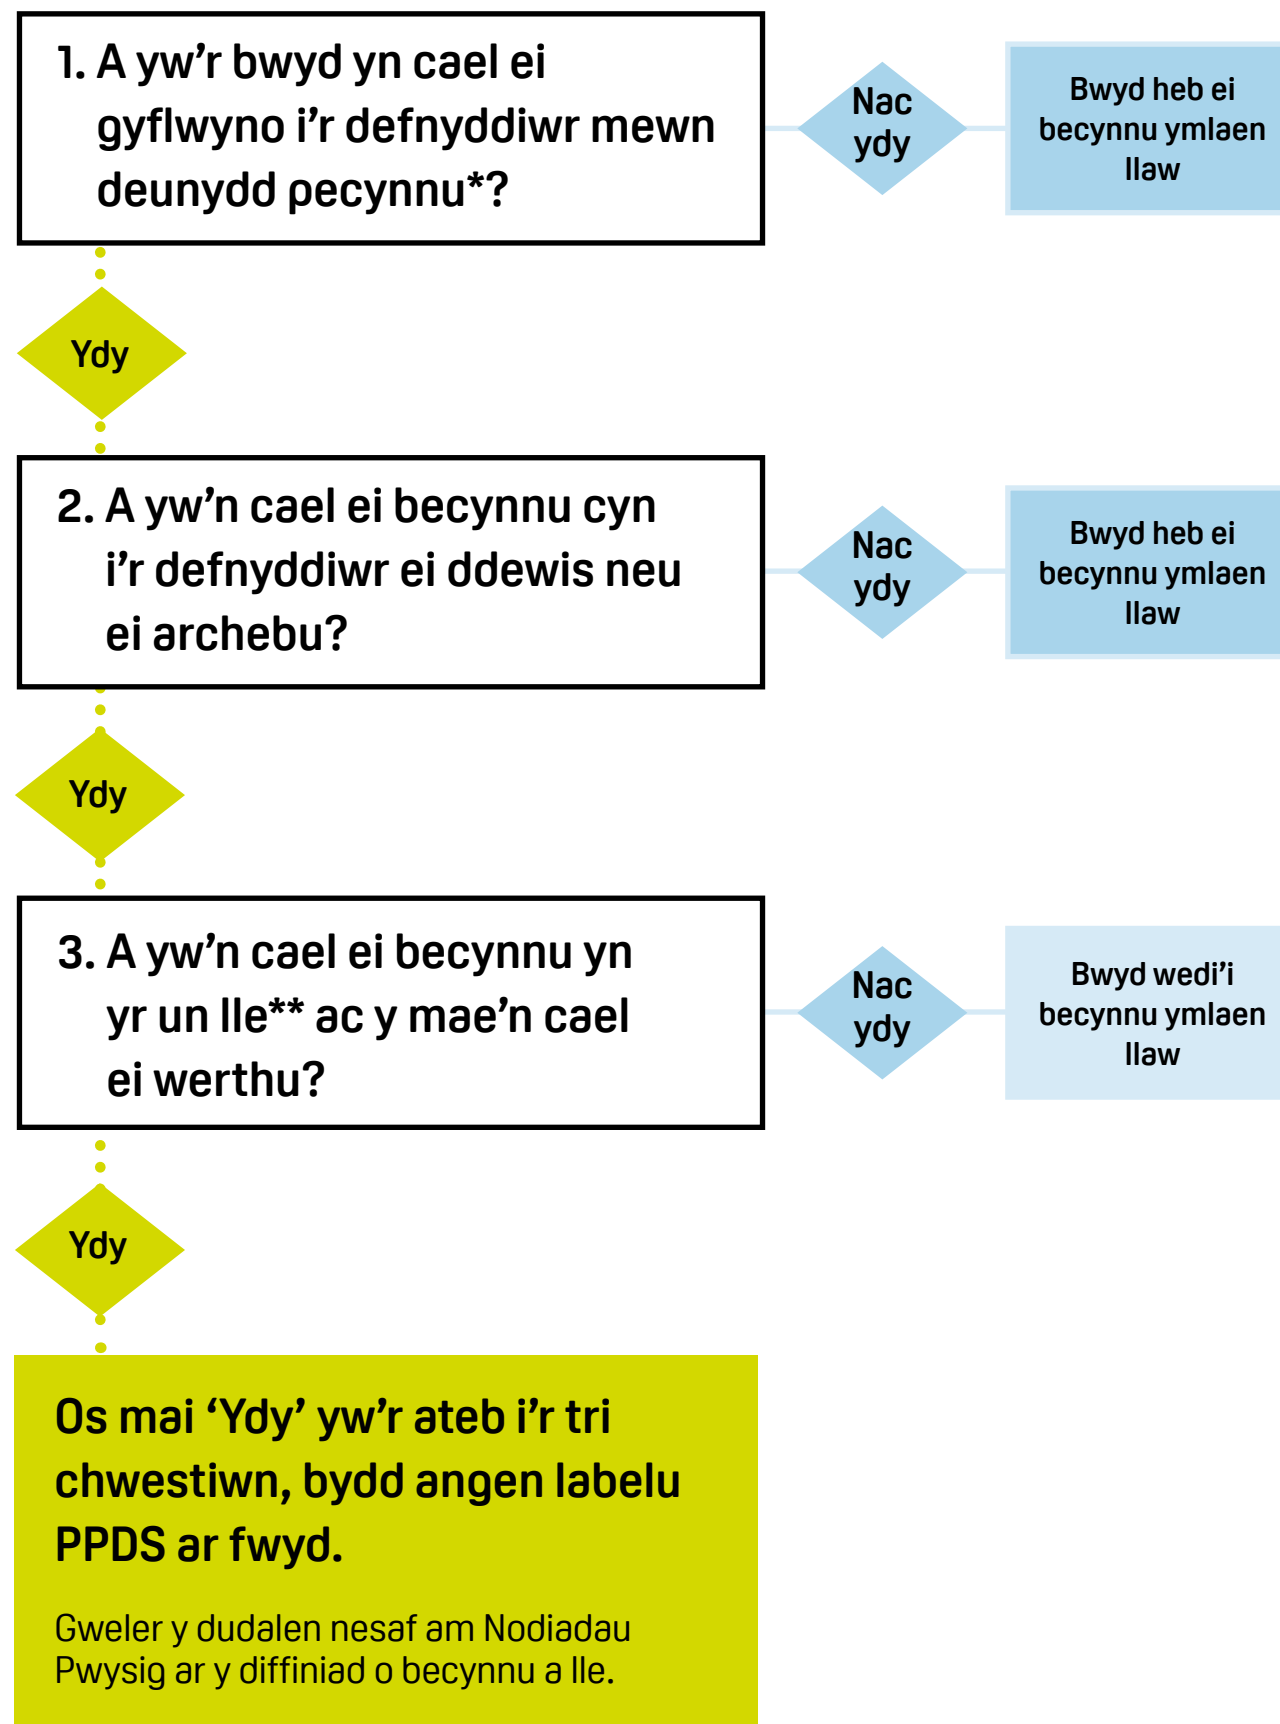 1. A yw’r bwyd yn cael ei
gyflwyno i’r defnyddiwr mewn
deunydd pecynnu*?
Nac
ydy
Bwyd heb ei
becynnu ymlaen
llaw
Ydy
2. A yw’n cael ei becynnu cyn
i’r defnyddiwr ei ddewis neu
ei archebu?
Nac
ydy
Bwyd heb ei
becynnu ymlaen
llaw
Ydy
3. A yw’n cael ei becynnu yn
yr un lle** ac y mae’n cael
ei werthu?
Nac
ydy
Bwyd wedi’i
becynnu ymlaen
llaw
Ydy
Os mai ‘Ydy’ yw’r ateb i’r tri
chwestiwn, bydd angen labelu
PPDS ar fwyd.
Gweler y dudalen nesaf am Nodiadau
Pwysig ar y diffiniad o becynnu a lle.